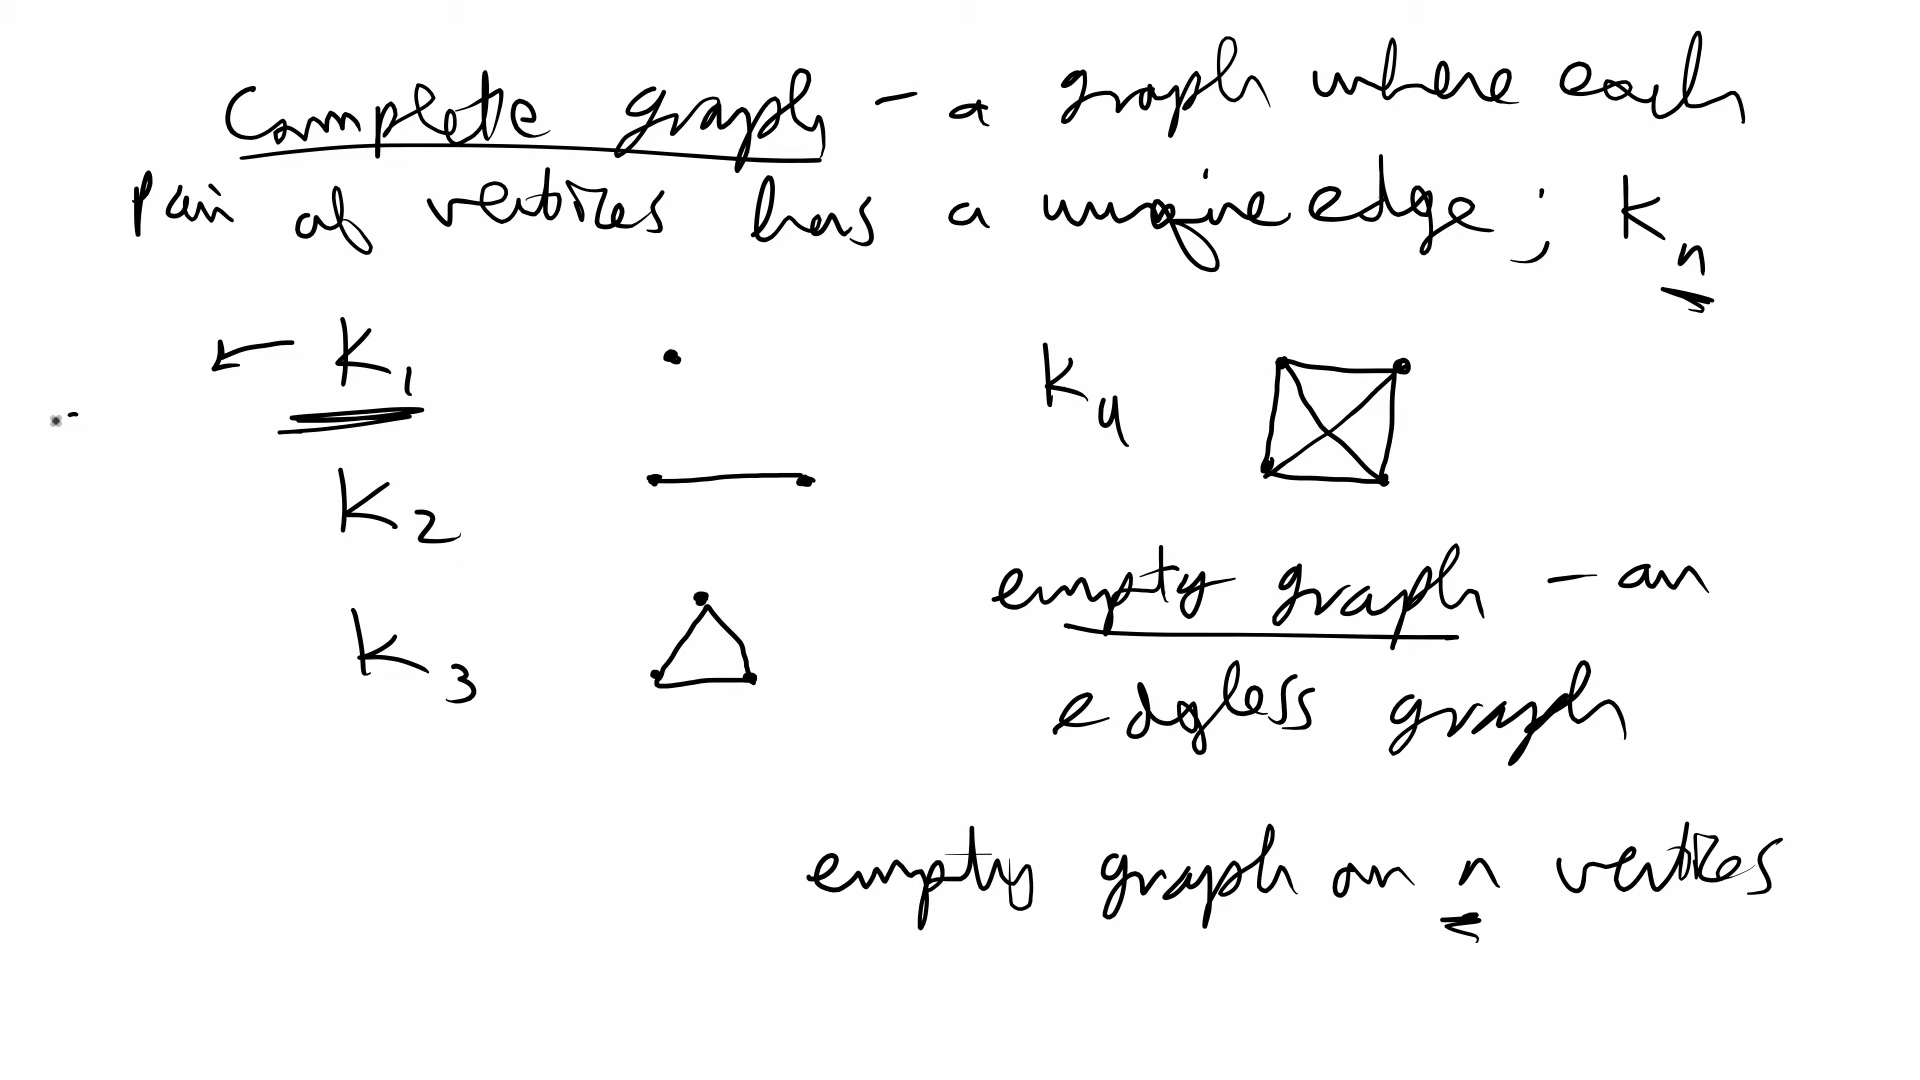 Complete graph - a graph where each
pair of vertices has a unique edge; Kn
K1
K4
K2
empty graph - an
K3
edgless graph
empty graph on n vertices